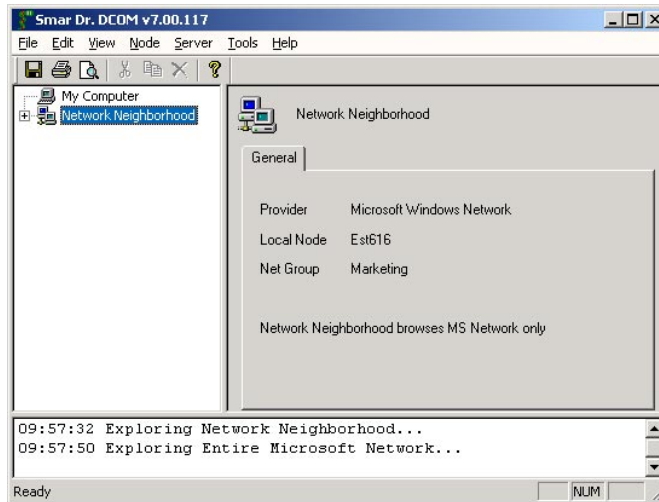 Smar Dr. DCOM v7.00.117
File Edit View Node Server Tools Help
My Computer
Network Neighborhood
Network Neighborhood
General
Provider Microsoft Windows Network
Local Node Est616
Net Group Marketing
Network Neighborhood browses MS Network only
09:57:32 Exploring Network Neighborhood...
09:57:50 Exploring Entire Microsoft Network...
Ready NUM